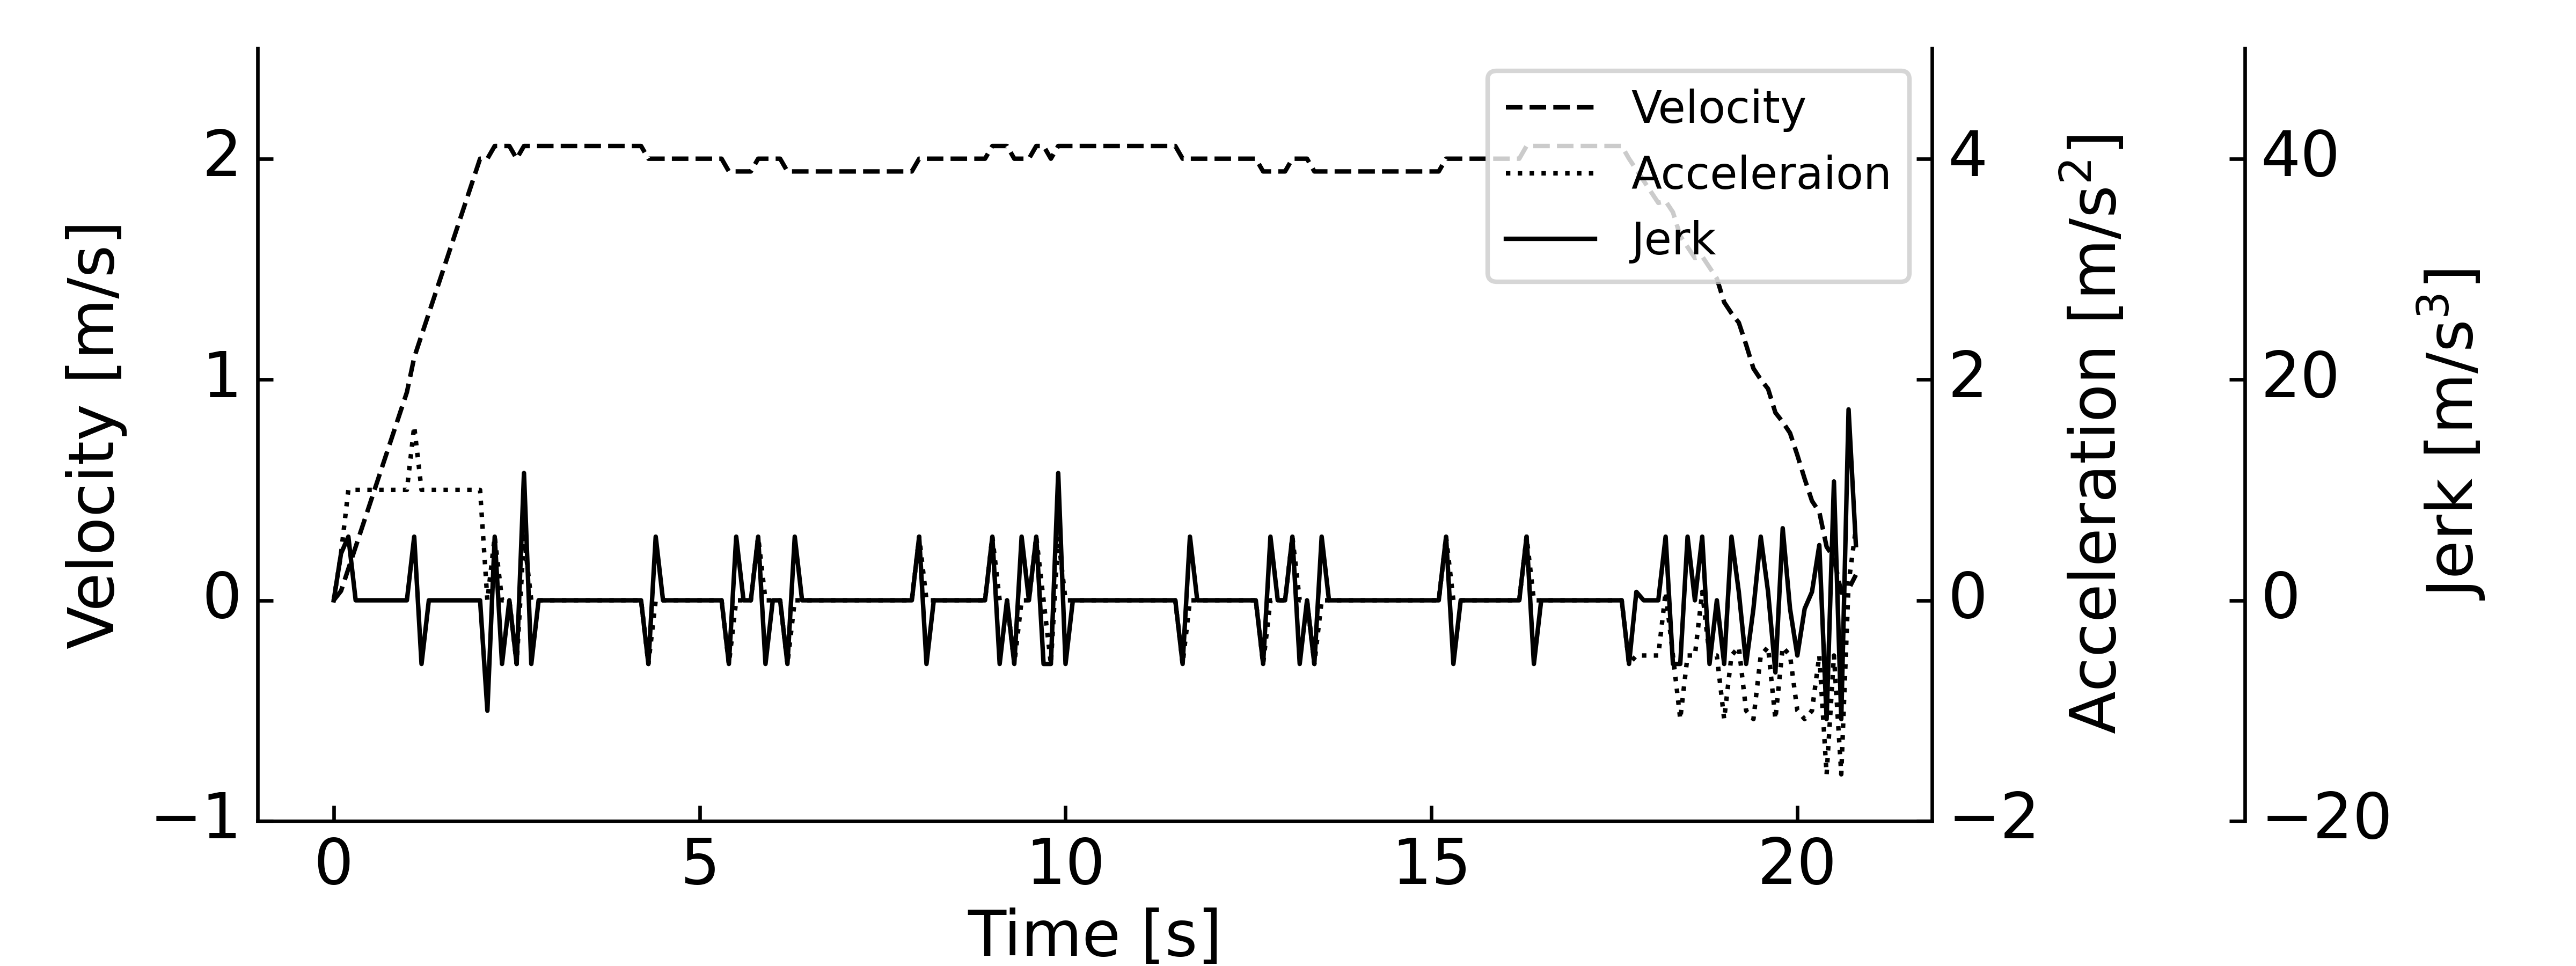 Velocity [m/s]
2
1
0
−1
Velocity
Acceleraion
Jerk
4
2
0
−2
Acceleration [m/s²]
40
20
0
−20
Jerk [m/s³]
0 5 10 15 20
Time [s]